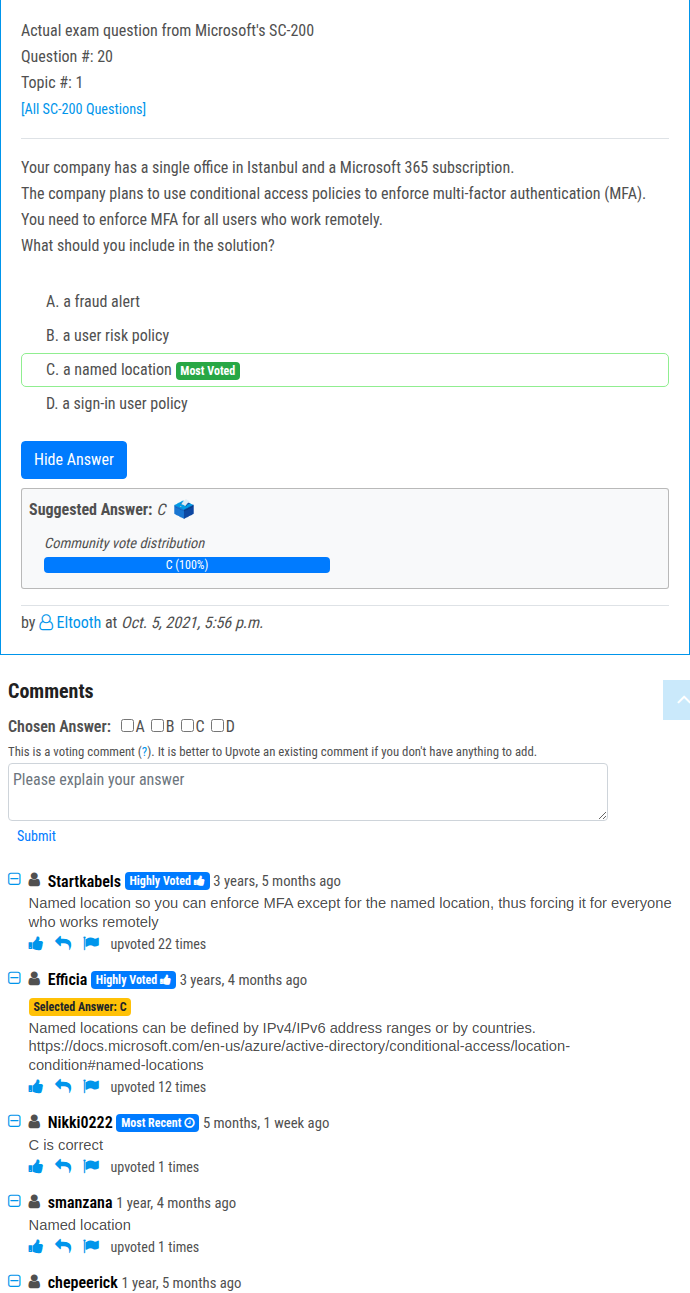 Actual exam question from Microsoft's SC-200
Question #: 20
Topic #: 1
[All SC-200 Questions]
Your company has a single office in Istanbul and a Microsoft 365 subscription.
The company plans to use conditional access policies to enforce multi-factor authentication (MFA).
You need to enforce MFA for all users who work remotely.
What should you include in the solution?
A. a fraud alert
B. a user risk policy
C. a named location Most Voted
D. a sign-in user policy
Hide Answer
Suggested Answer: C
Community vote distribution
C (100%)
by Eltooth at Oct. 5, 2021, 5:56 p.m.
Comments
Chosen Answer: A B C D
This is a voting comment (?). It is better to Upvote an existing comment if you don't have anything to add.
Please explain your answer
Submit
Startkabels Highly Voted 3 years, 5 months ago
Named location so you can enforce MFA except for the named location, thus forcing it for everyone
who works remotely
upvoted 22 times
Efficia Highly Voted 3 years, 4 months ago
Selected Answer: C
Named locations can be defined by IPv4/IPv6 address ranges or by countries.
https://docs.microsoft.com/en-us/azure/active-directory/conditional-access/location-
condition#named-locations
upvoted 12 times
Nikki0222 Most Recent 5 months, 1 week ago
C is correct
upvoted 1 times
smanzana 1 year, 4 months ago
Named location
upvoted 1 times
chepeerick 1 year, 5 months ago